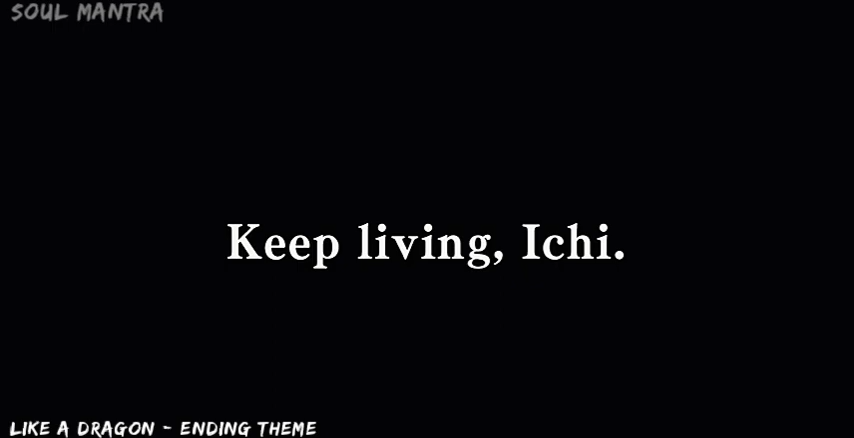 SOUL MANTRA
Keep living, Ichi.
LIKE A DRAGON - ENDING THEME